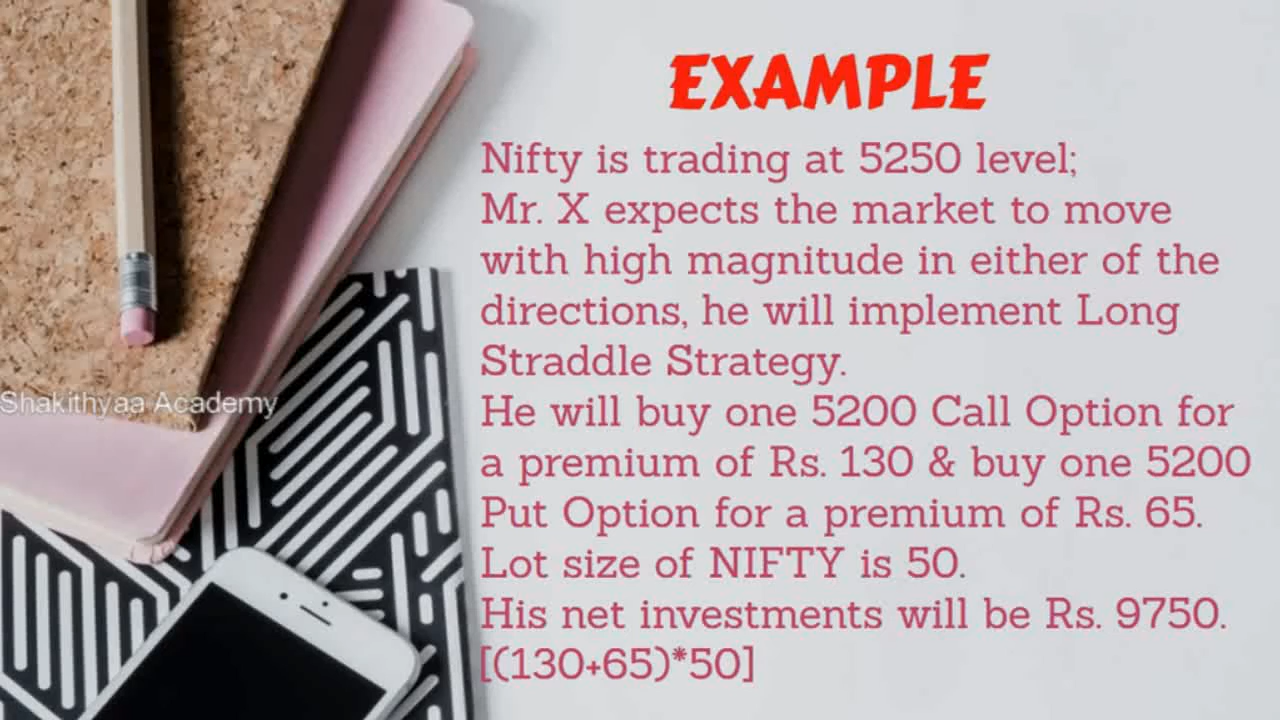 EXAMPLE
Nifty is trading at 5250 level;
Mr. X expects the market to move
with high magnitude in either of the
directions, he will implement Long
Straddle Strategy.
He will buy one 5200 Call Option for
a premium of Rs. 130 & buy one 5200
Put Option for a premium of Rs. 65.
Lot size of NIFTY is 50.
His net investments will be Rs. 9750.
[(130+65)*50]
Shakithyaa Academy